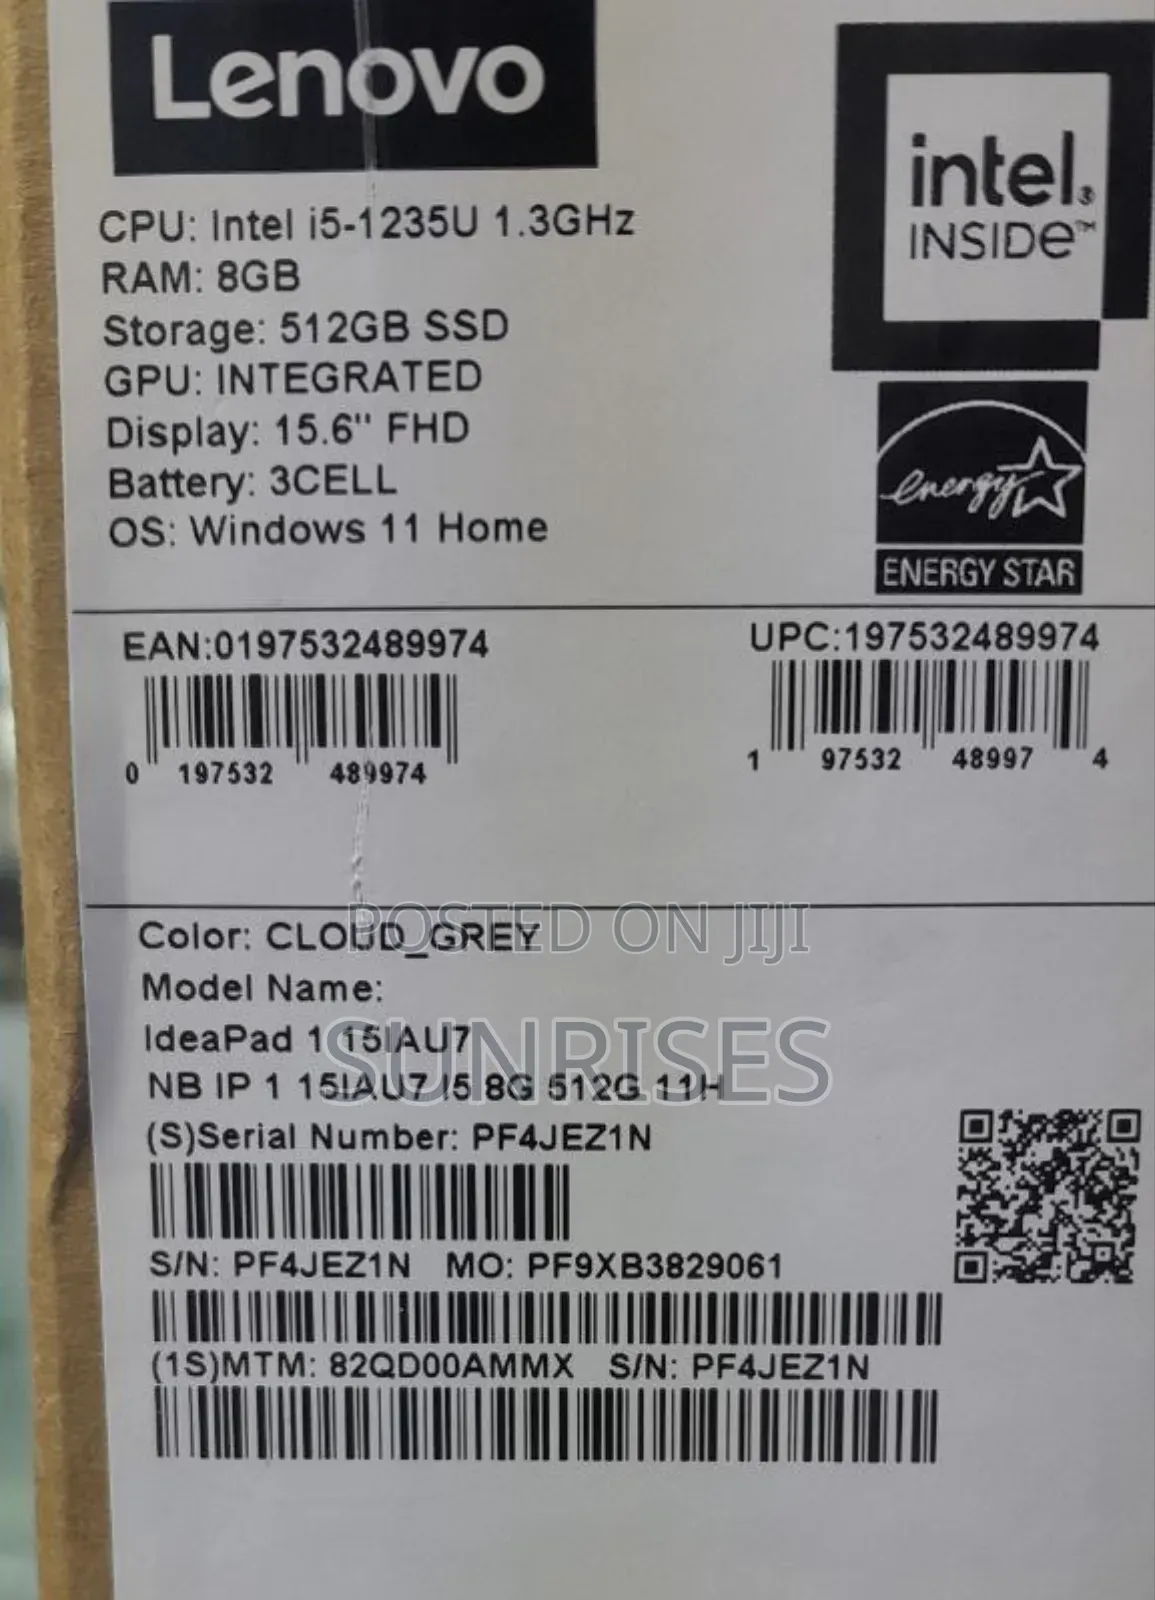 Lenovo
intel®
INSIDe™
CPU: Intel i5-1235U 1.3GHz
RAM: 8GB
Storage: 512GB SSD
GPU: INTEGRATED
Display: 15.6" FHD
Battery: 3CELL
OS: Windows 11 Home
energy
ENERGY STAR
EAN:0197532489974
0 197532 489974
UPC:197532489974
1 97532 48997 4
Color: CLOUD_GREY
POSTED ON JIJI
Model Name:
IdeaPad 1 15IAU7
SUNRISES
NB IP 1 15IAU7 I5 8G 512G 11H
(S)Serial Number: PF4JEZ1N
S/N: PF4JEZ1N MO: PF9XB3829061
(1S)MTM: 82QD00AMMX S/N: PF4JEZ1N